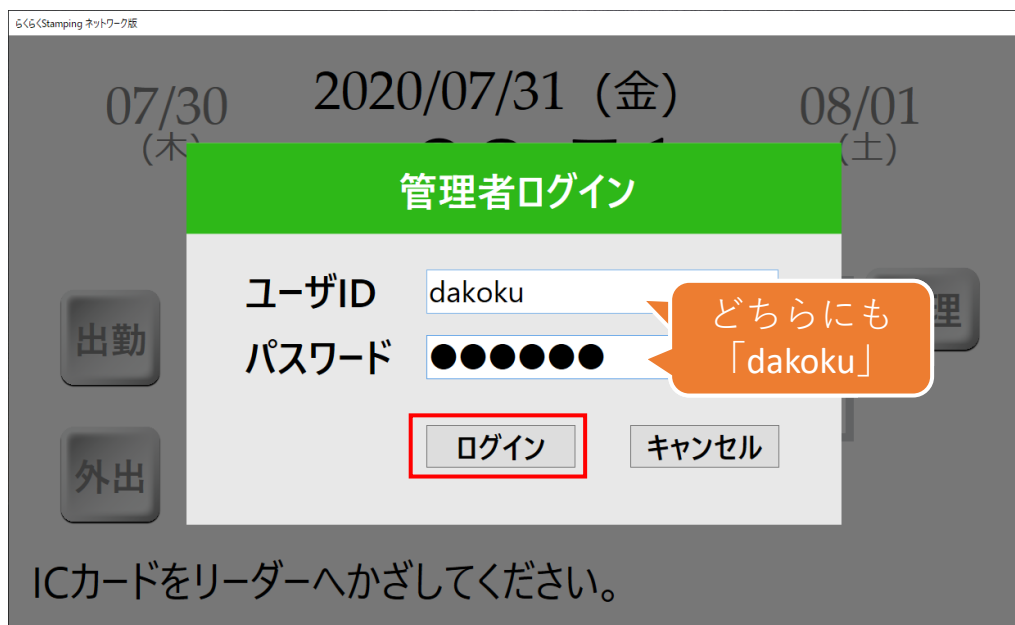 らくらくStamping ネットワーク版
07/30
2020/07/31 (金)
08/01
(木)
(土)
管理者ログイン
ユーザID
dakoku
どちらにも
「dakoku」
パスワード
●●●●●●
理
出勤
ログイン
キャンセル
外出
ICカードをリーダーへかざしてください。